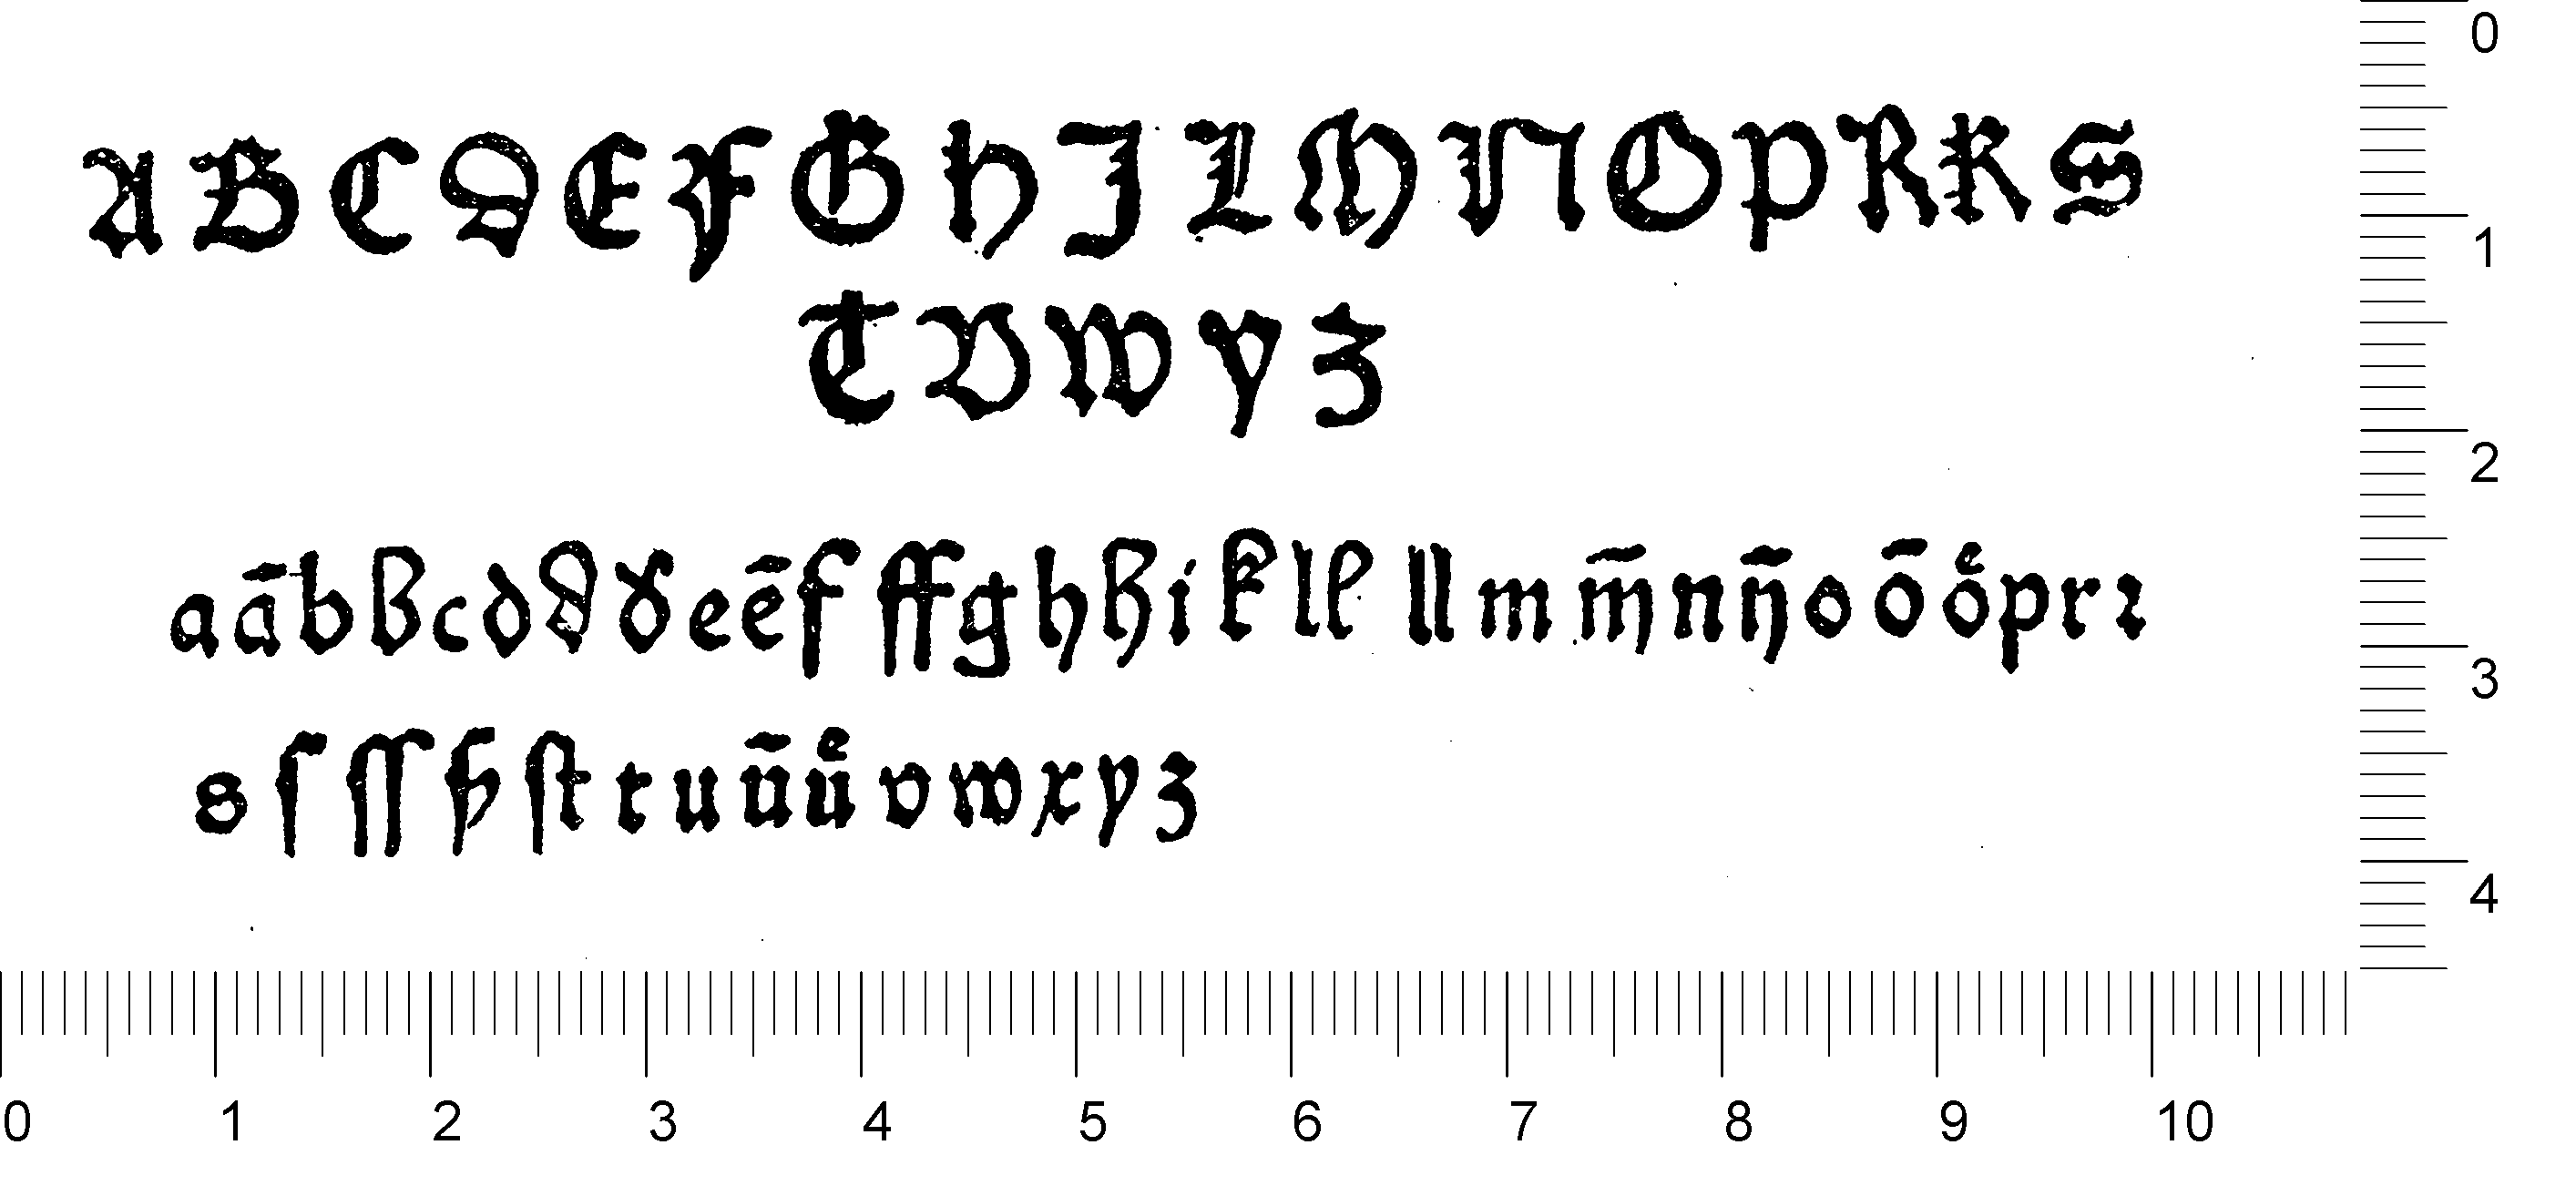 A B C D E F G H J L M N O P R R S
T V W Y Z
a ā b b c d d d e ē f ff g h h i k l l ll m m̄ n n̄ o ō oͤ p r ꝛ
s ſ ſſ ſh ſt t u ū uͤ v w x y z
0
1
2
3
4
0 1 2 3 4 5 6 7 8 9 10